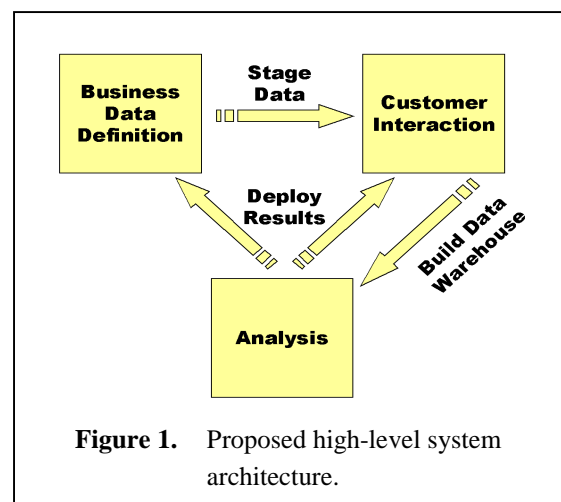 Business
Data
Definition
Stage
Data
Customer
Interaction
Deploy
Results
Build Data
Warehouse
Analysis
Figure 1. Proposed high-level system
architecture.